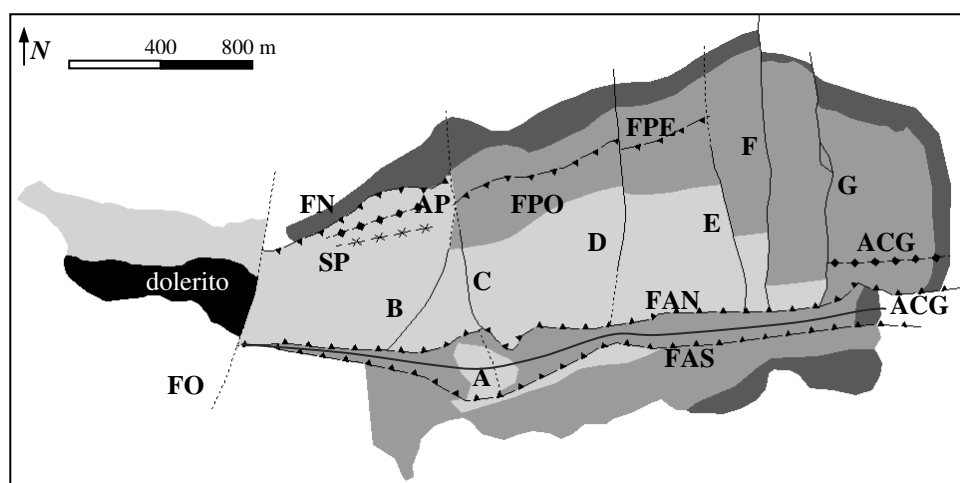 N
400 800 m
FPE
F
FN AP FPO
G
SP
D E
ACG
dolerito
B C
FAN ACG
FAS
A
FO